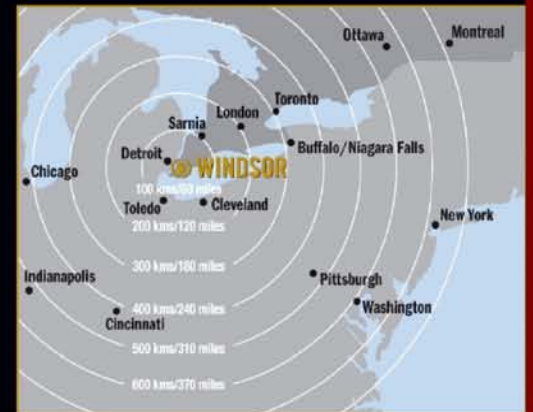 Ottawa
Montreal
Toronto
London
Sarnia
Buffalo/Niagara Falls
Detroit
WINDSOR
Chicago
100 kms/60 miles
Toledo
Cleveland
200 kms/120 miles
New York
300 kms/180 miles
Pittsburgh
Indianapolis
Washington
400 kms/240 miles
Cincinnati
500 kms/310 miles
600 kms/370 miles